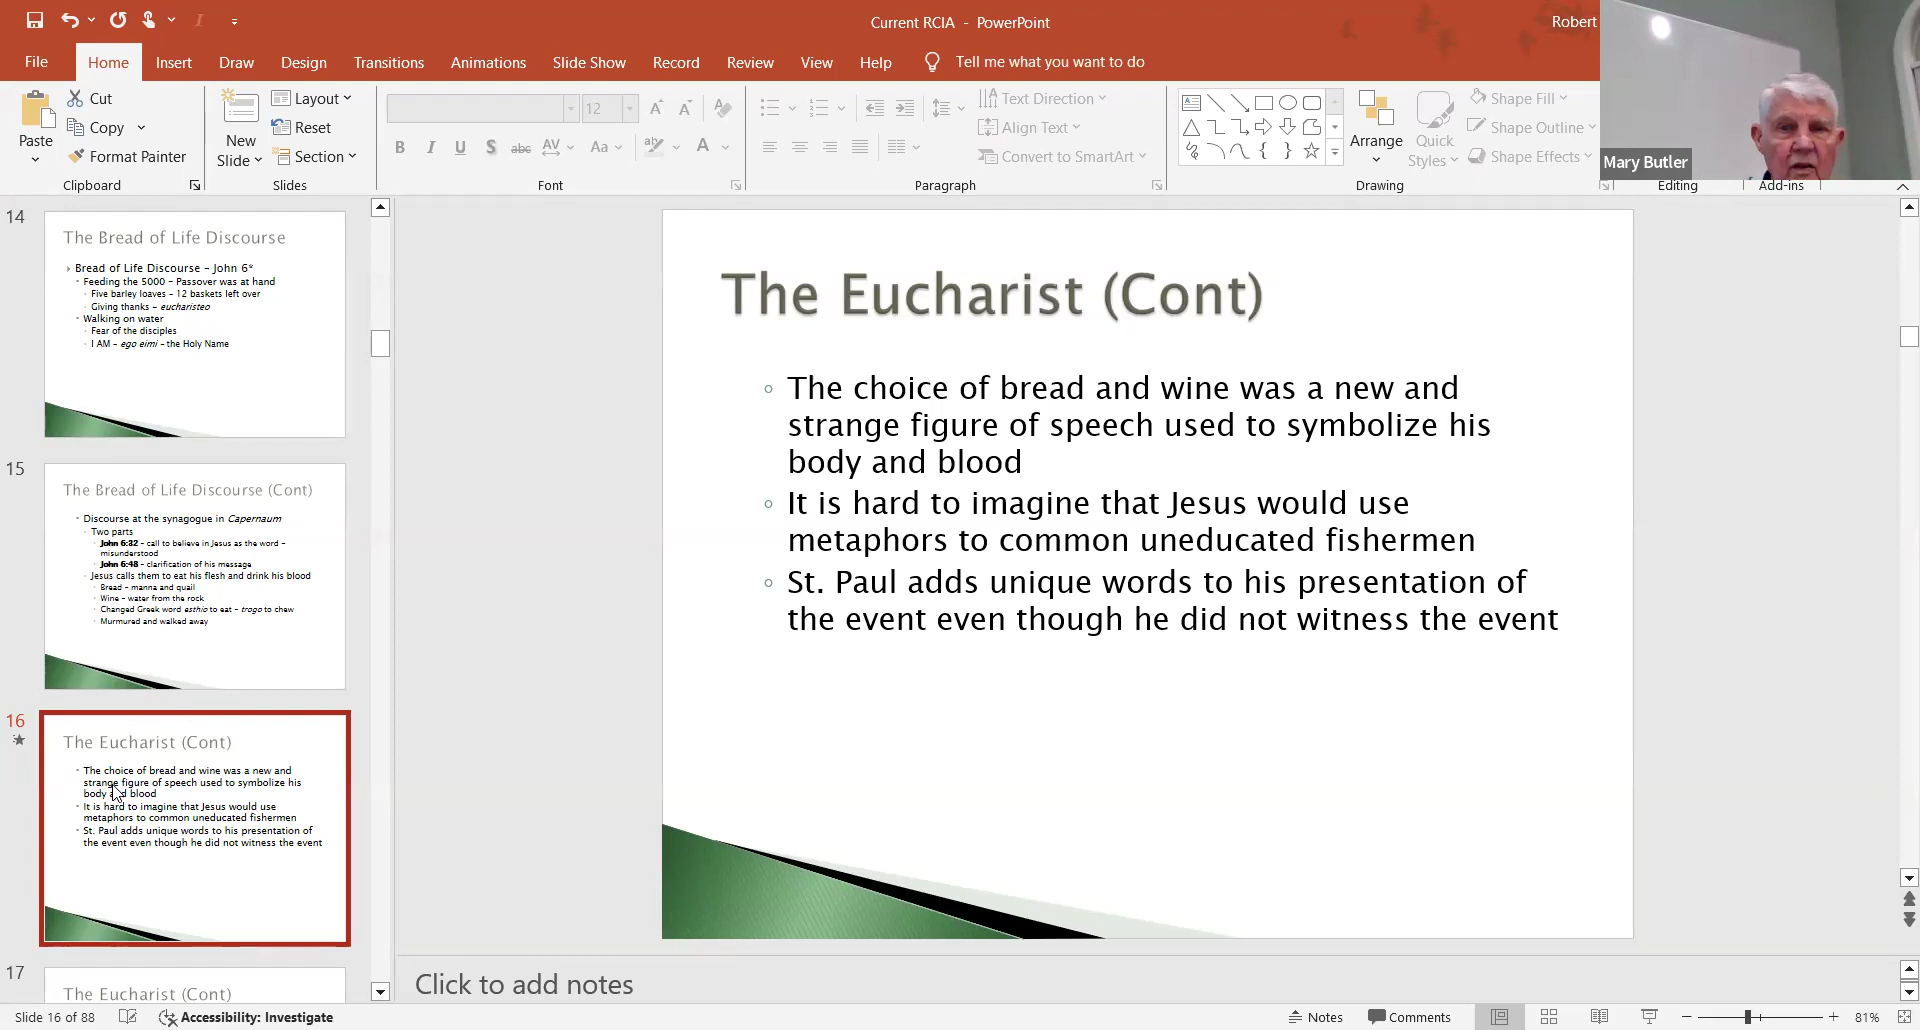 Current RCIA - PowerPoint
Robert
File Home Insert Draw Design Transitions Animations Slide Show Record Review View Help Tell me what you want to do
Paste
Cut
Copy
Format Painter
Clipboard
New
Slide
Layout
Reset
Section
Slides
12
B I U S abc AV Aa A
Font
Text Direction
Align Text
Convert to SmartArt
Paragraph
Arrange
Quick
Styles
Shape Fill
Shape Outline
Shape Effects
Drawing
Editing
Add-ins
Mary Butler
14
The Bread of Life Discourse
Bread of Life Discourse – John 6*
Feeding the 5000 – Passover was at hand
Five barley loaves – 12 baskets left over
Giving thanks – eucharisteo
Walking on water
Fear of the disciples
I AM – ego eimi – the Holy Name
15
The Bread of Life Discourse (Cont)
Discourse at the synagogue in Capernaum
Two parts
John 6:32 – call to believe in Jesus as the word –
misunderstood
John 6:48 – clarification of his message
Jesus calls them to eat his flesh and drink his blood
Bread – manna and quail
Wine – water from the rock
Changed Greek word esthio to eat – trogo to chew
Murmured and walked away
16
The Eucharist (Cont)
The choice of bread and wine was a new and
strange figure of speech used to symbolize his
body and blood
It is hard to imagine that Jesus would use
metaphors to common uneducated fishermen
St. Paul adds unique words to his presentation of
the event even though he did not witness the event
17
The Eucharist (Cont)
The Eucharist (Cont)
The choice of bread and wine was a new and
strange figure of speech used to symbolize his
body and blood
It is hard to imagine that Jesus would use
metaphors to common uneducated fishermen
St. Paul adds unique words to his presentation of
the event even though he did not witness the event
Click to add notes
Slide 16 of 88
Accessibility: Investigate
Notes
Comments
81%